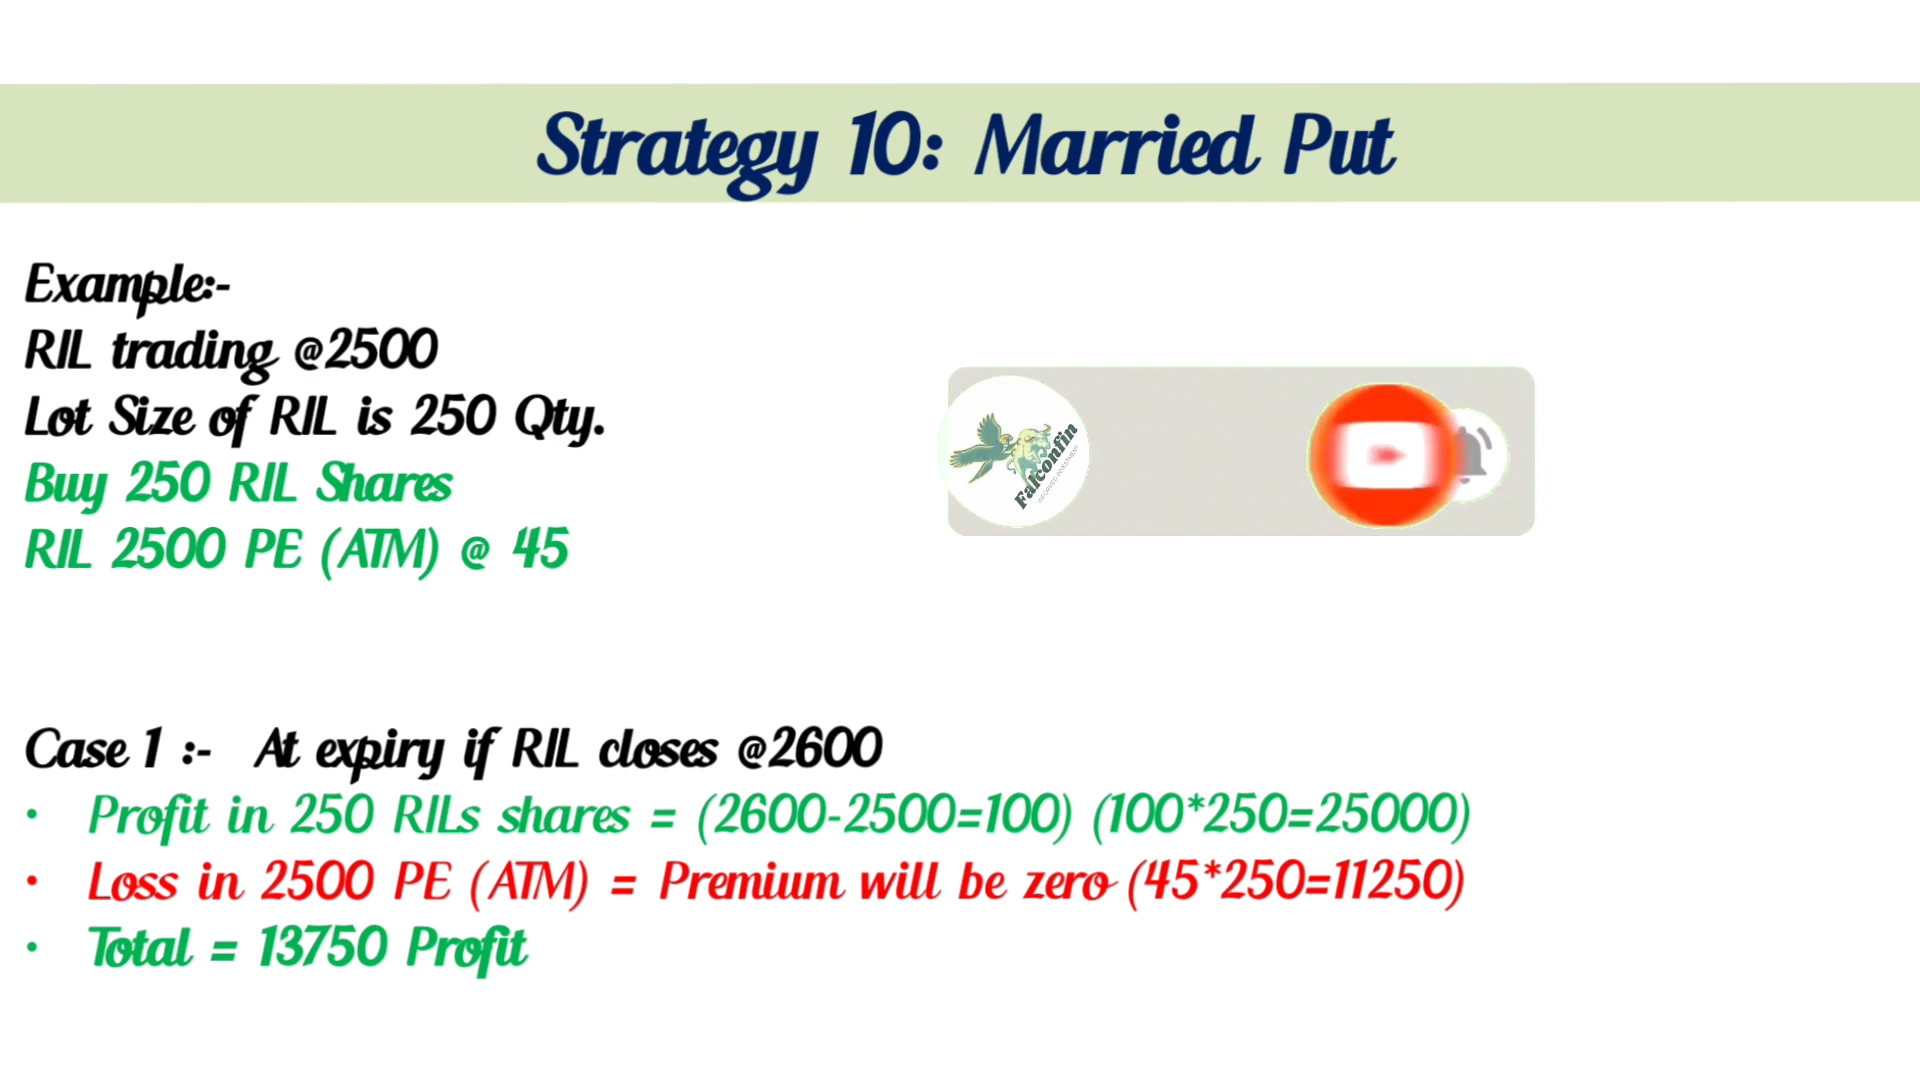 Strategy 10: Married Put
Example:-
RIL trading @2500
Lot Size of RIL is 250 Qty.
Buy 250 RIL Shares
RIL 2500 PE (ATM) @ 45
Falconfin
Case 1 :- At expiry if RIL closes @2600
• Profit in 250 RILs shares = (2600-2500=100) (100*250=25000)
• Loss in 2500 PE (ATM) = Premium will be zero (45*250=11250)
• Total = 13750 Profit